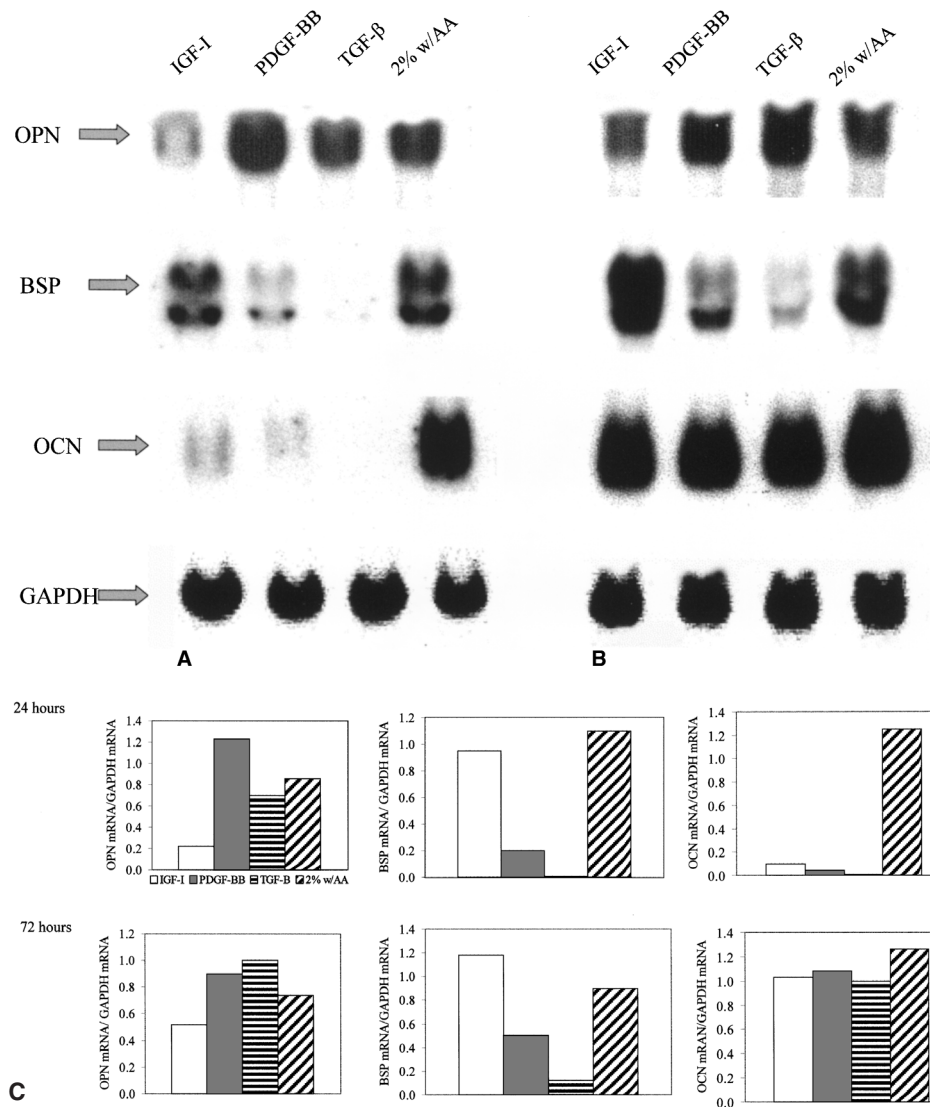 IGF-I PDGF-BB TGF-β 2% w/AA IGF-I PDGF-BB TGF-β 2% w/AA
OPN
BSP
OCN
GAPDH
A B
24 hours
OPN mRNA/GAPDH mRNA
1.4
1.2
1.0
0.8
0.6
0.4
0.2
0.0
IGF-I PDGF-BB TGF-B 2% w/AA
BSP mRNA/ GAPDH mRNA
1.2
1.0
0.8
0.6
0.4
0.2
0.0
OCN mRNA/GAPDH mRNA
1.4
1.2
1.0
0.8
0.6
0.4
0.2
0.0
72 hours
OPN mRNA/ GAPDH mRNA
1.2
1.0
0.8
0.6
0.4
0.2
0.0
BSP mRNA/ GAPDH mRNA
1.4
1.2
1.0
0.8
0.6
0.4
0.2
0.0
OCN mRAN/GAPDH mRNA
1.4
1.2
1.0
0.8
0.6
0.4
0.2
0.0
C